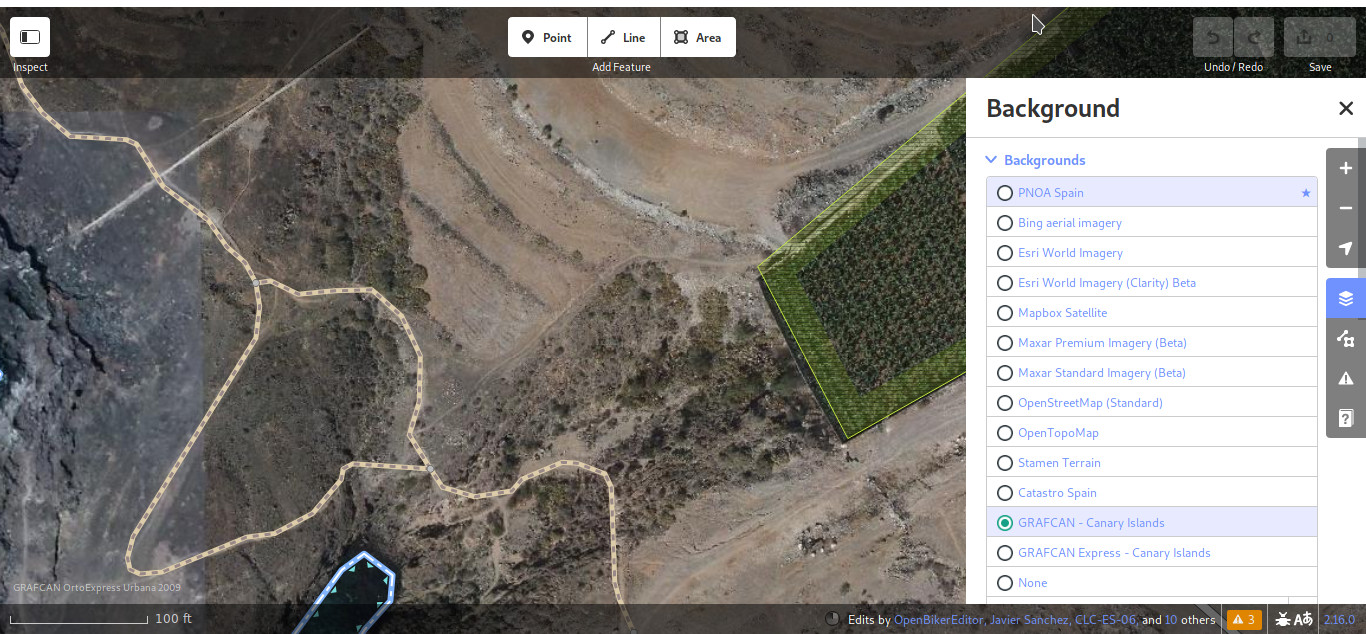 Point
Line
Area
Inspect
Add Feature
Undo / Redo
Save
Background
Backgrounds
PNOA Spain
Bing aerial imagery
Esri World Imagery
Esri World Imagery (Clarity) Beta
Mapbox Satellite
Maxar Premium Imagery (Beta)
Maxar Standard Imagery (Beta)
OpenStreetMap (Standard)
OpenTopoMap
Stamen Terrain
Catastro Spain
GRAFCAN - Canary Islands
GRAFCAN Express - Canary Islands
None
GRAFCAN OrtoExpress Urbana 2009
100 ft
Edits by OpenBikerEditor, Javier Sanchez, CLC-ES-06, and 10 others
3
Aあ
2.16.0